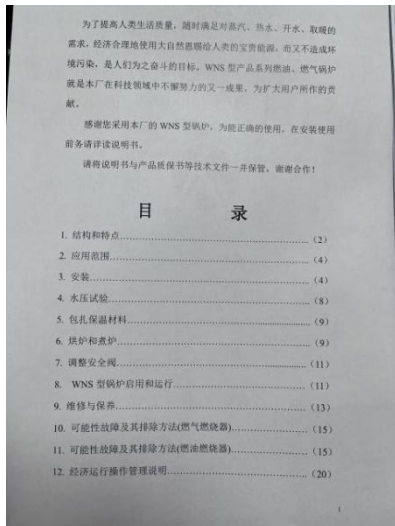 为了提高人类生活质量，随时满足对蒸汽、热水、开水、取暖的
需求，经济合理地使用大自然恩赐给人类的宝贵能源，而又不造成环
境污染，是人们为之奋斗的目标。WNS 型产品系列燃油、燃气锅炉
就是本厂在科技领域中不懈努力的又一成果，为扩大用户所作的贡
献。
感谢您采用本厂的 WNS 型锅炉，为能正确的使用，在安装使用
前务请详读说明书。
请将说明书与产品质保书等技术文件一并保管。谢谢合作！
目 录
1. 结构和特点……………………………………………………（2）
2. 应用范围………………………………………………………（4）
3. 安装……………………………………………………………（4）
4. 水压试验………………………………………………………（8）
5. 包扎保温材料…………………………………………………（9）
6. 烘炉和煮炉……………………………………………………（9）
7. 调整安全阀……………………………………………………（11）
8. WNS 型锅炉启用和运行………………………………………（11）
9. 维修与保养……………………………………………………（13）
10. 可能性故障及其排除方法(燃气燃烧器)……………………（15）
11. 可能性故障及其排除方法(燃油燃烧器)……………………（15）
12. 经济运行操作管理说明………………………………………（20）
1